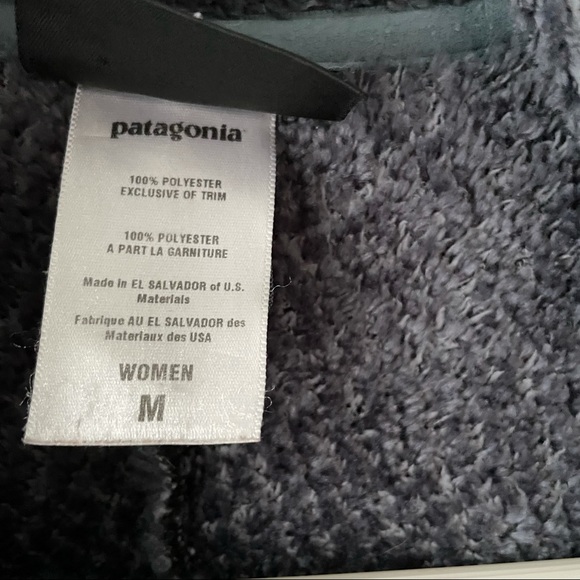 patagonia
100% POLYESTER
EXCLUSIVE OF TRIM
100% POLYESTER
A PART LA GARNITURE
Made in EL SALVADOR of U.S.
Materials
Fabrique AU EL SALVADOR des
Materiaux des USA
WOMEN
M